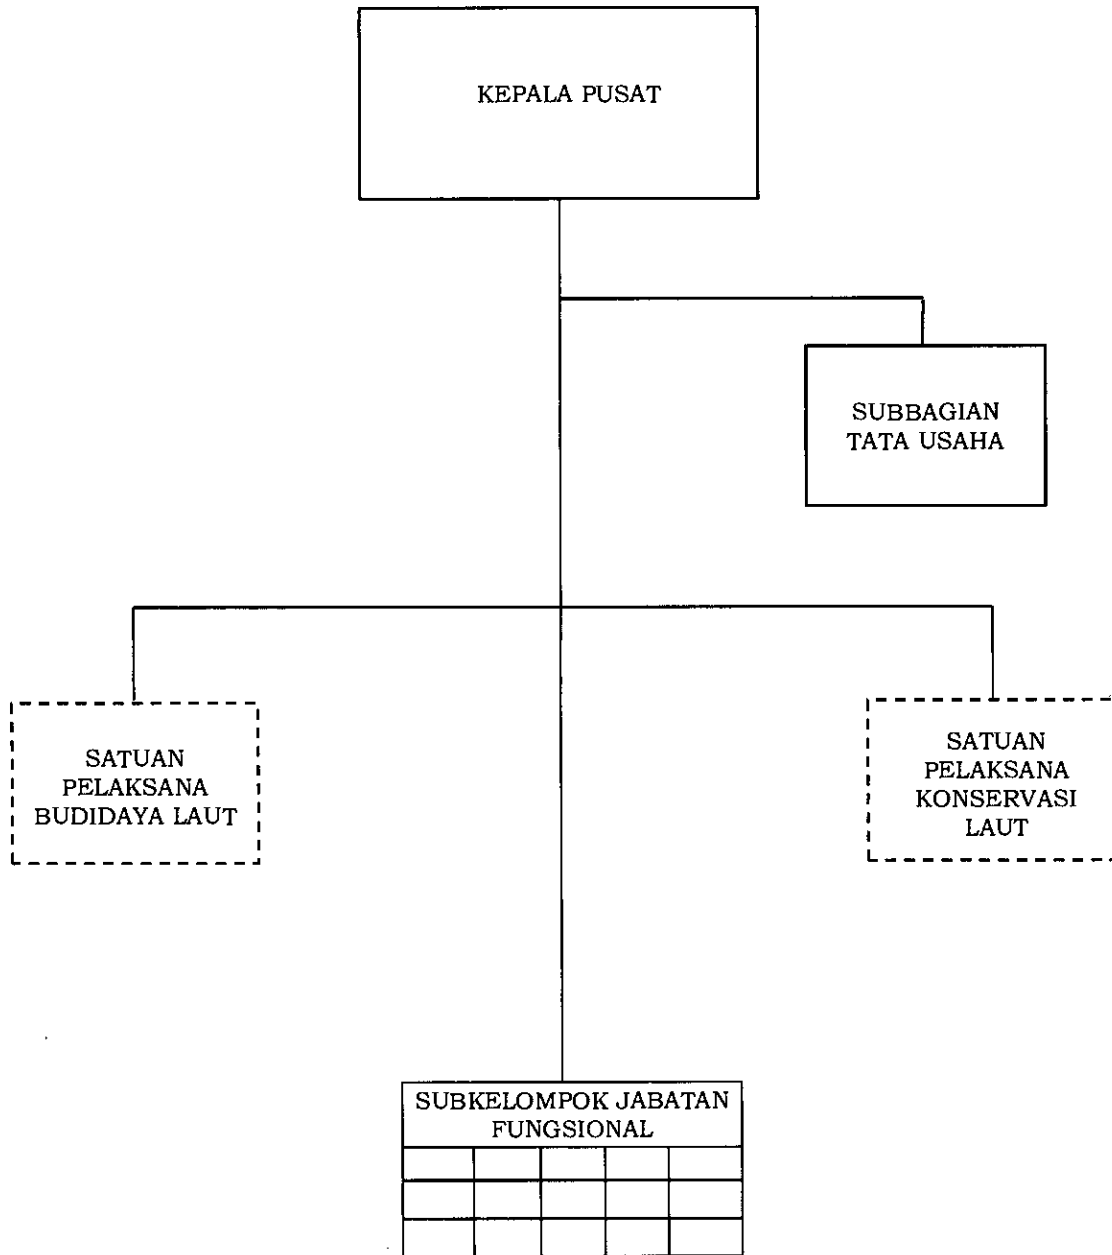 KEPALA PUSAT
SUBBAGIAN
TATA USAHA
SATUAN
PELAKSANA
BUDIDAYA LAUT
SATUAN
PELAKSANA
KONSERVASI
LAUT
SUBKELOMPOK JABATAN
FUNGSIONAL